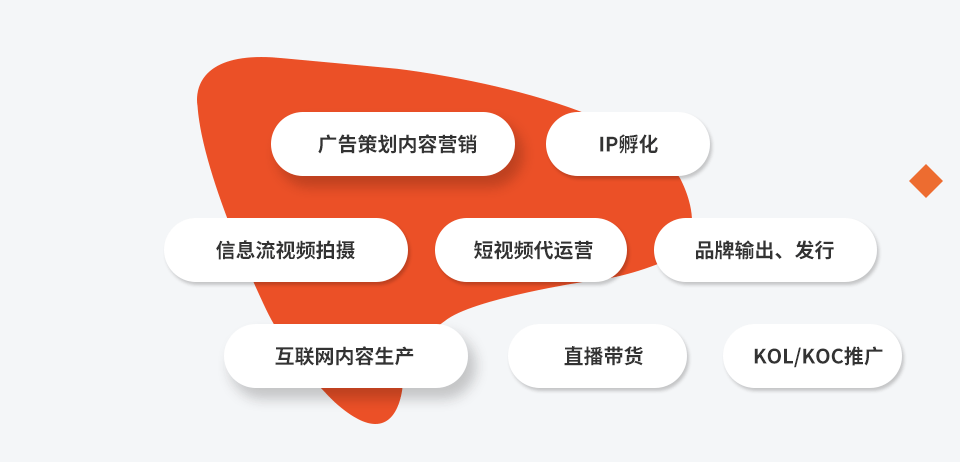 广告策划内容营销
IP孵化
信息流视频拍摄
短视频代运营
品牌输出、发行
互联网内容生产
直播带货
KOL/KOC推广